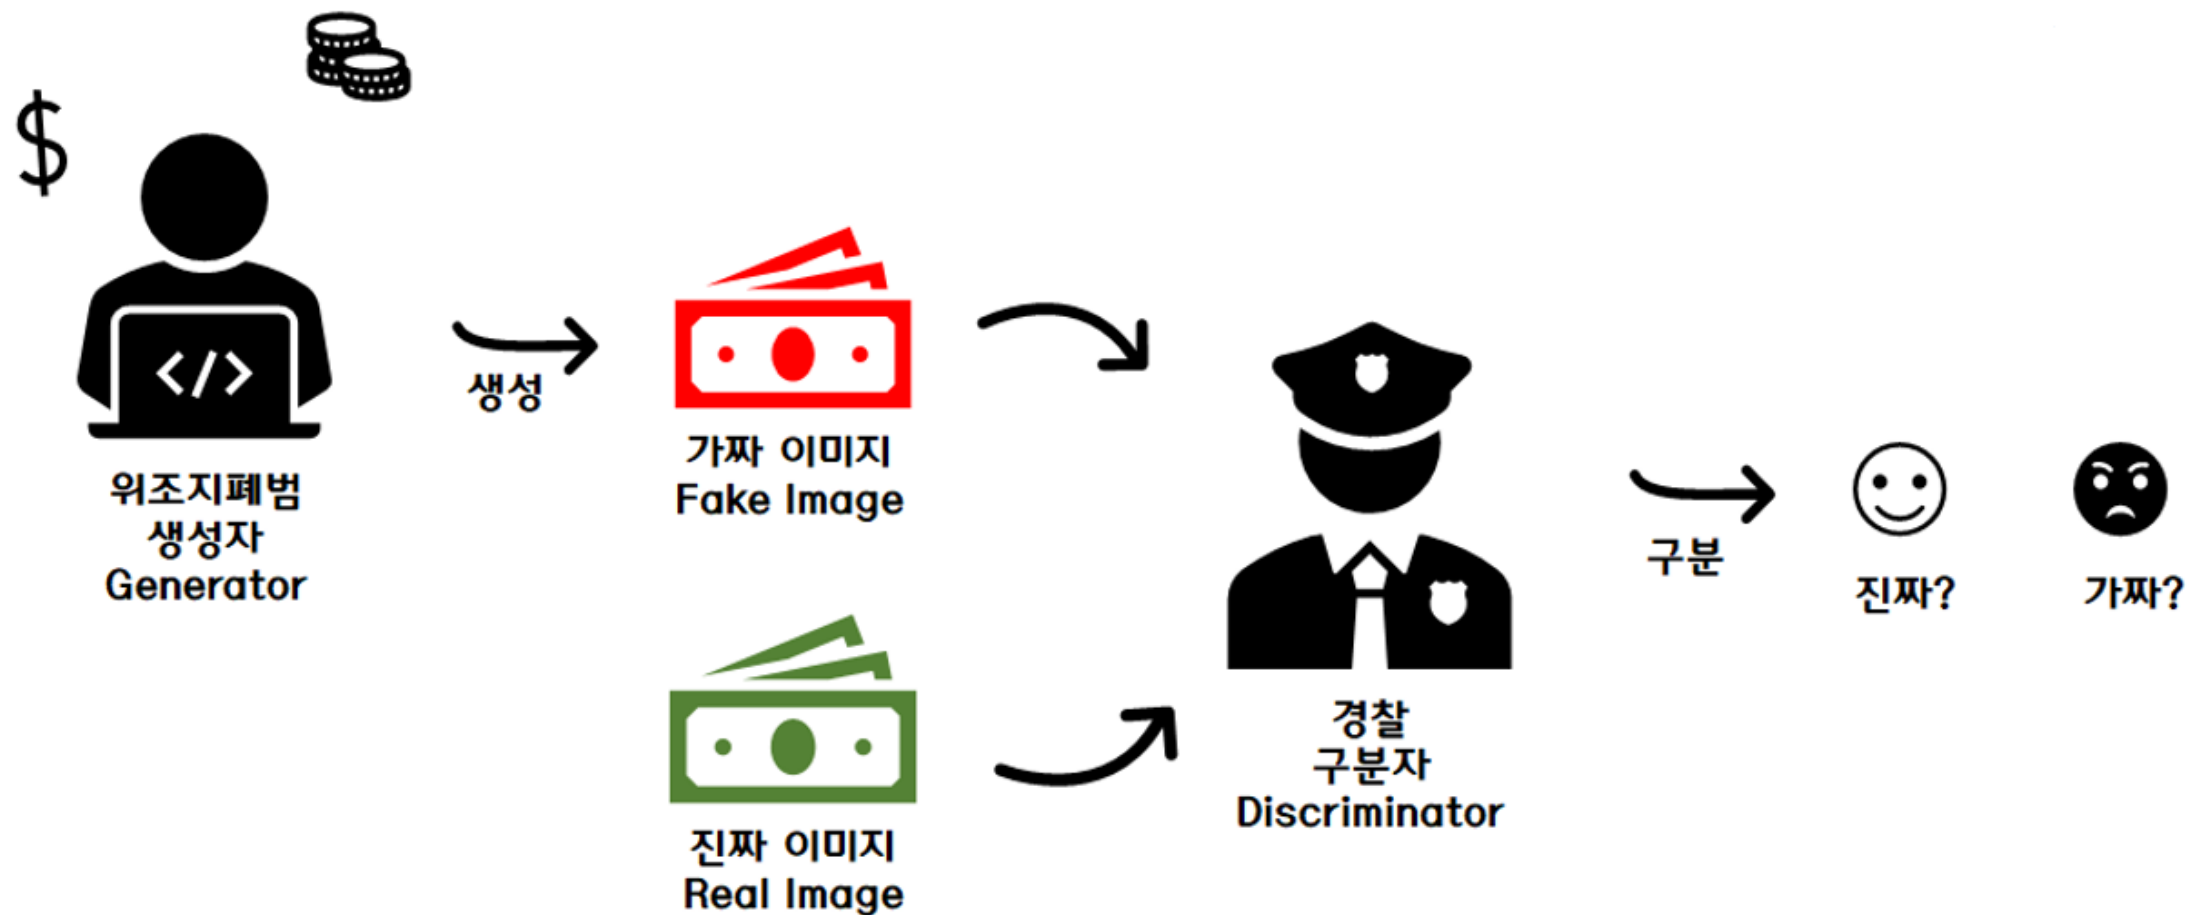 $
</>
위조지폐범
생성자
Generator
생성
가짜 이미지
Fake Image
진짜 이미지
Real Image
경찰
구분자
Discriminator
구분
진짜?
가짜?